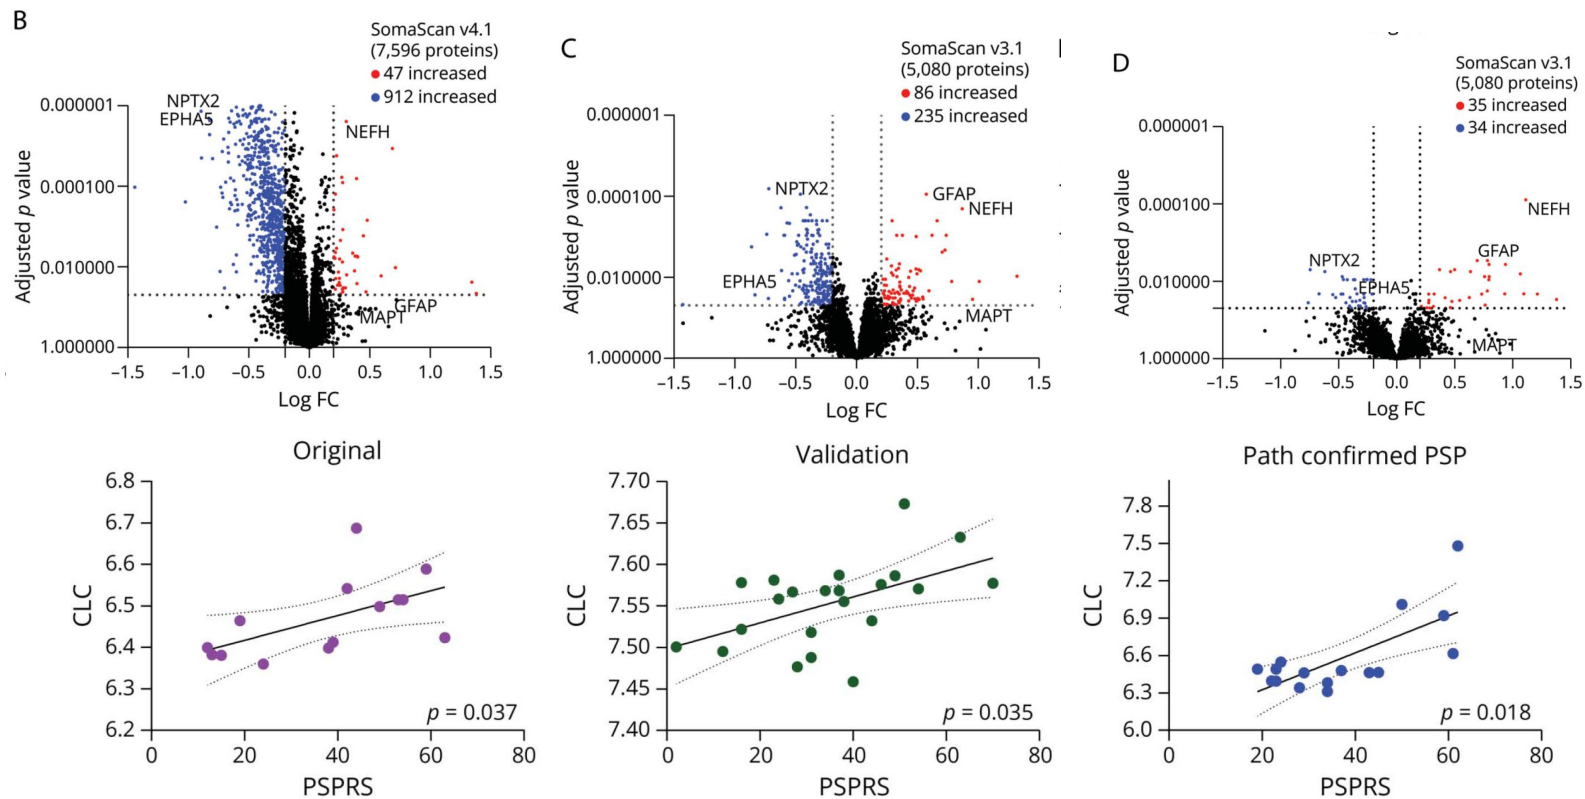 B
SomaScan v4.1
(7,596 proteins)
47 increased
912 increased
NPTX2
EPHA5
NEFH
GFAP
MAPT
0.000001
0.000100
0.010000
1.000000
Adjusted p value
−1.5 −1.0 −0.5 0.0 0.5 1.0 1.5
Log FC
C
SomaScan v3.1
(5,080 proteins)
86 increased
235 increased
NPTX2
GFAP
NEFH
EPHA5
MAPT
0.000001
0.000100
0.010000
1.000000
Adjusted p value
−1.5 −1.0 −0.5 0.0 0.5 1.0 1.5
Log FC
D
SomaScan v3.1
(5,080 proteins)
35 increased
34 increased
NEFH
NPTX2
GFAP
EPHA5
MAPT
0.000001
0.000100
0.010000
1.000000
Adjusted p value
−1.5 −1.0 −0.5 0.0 0.5 1.0 1.5
Log FC
Original
6.8
6.7
6.6
6.5
6.4
6.3
6.2
CLC
p = 0.037
0 20 40 60 80
PSPRS
Validation
7.70
7.65
7.60
7.55
7.50
7.45
7.40
CLC
p = 0.035
0 20 40 60 80
PSPRS
Path confirmed PSP
7.8
7.5
7.2
6.9
6.6
6.3
6.0
CLC
p = 0.018
0 20 40 60 80
PSPRS